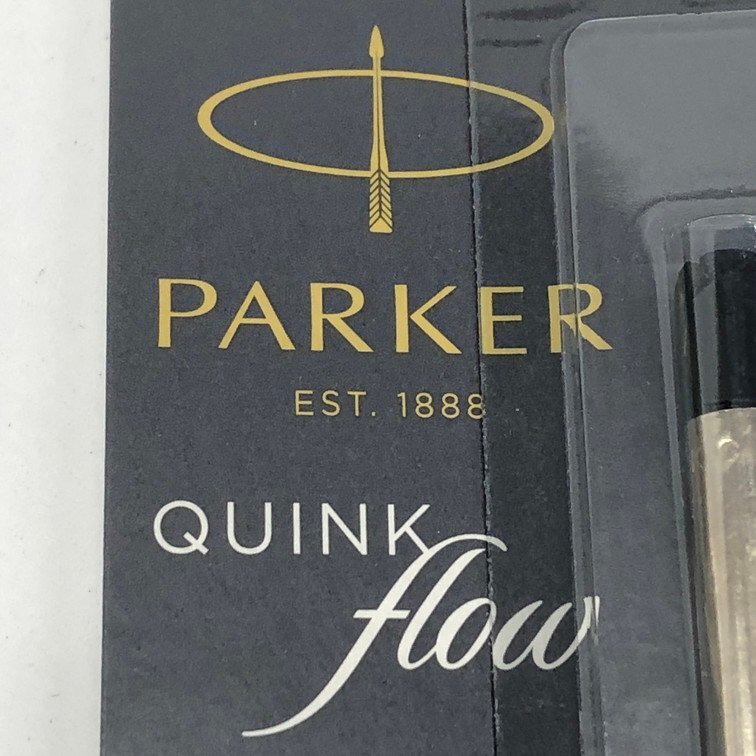 PARKER
EST. 1888
QUINK
flow